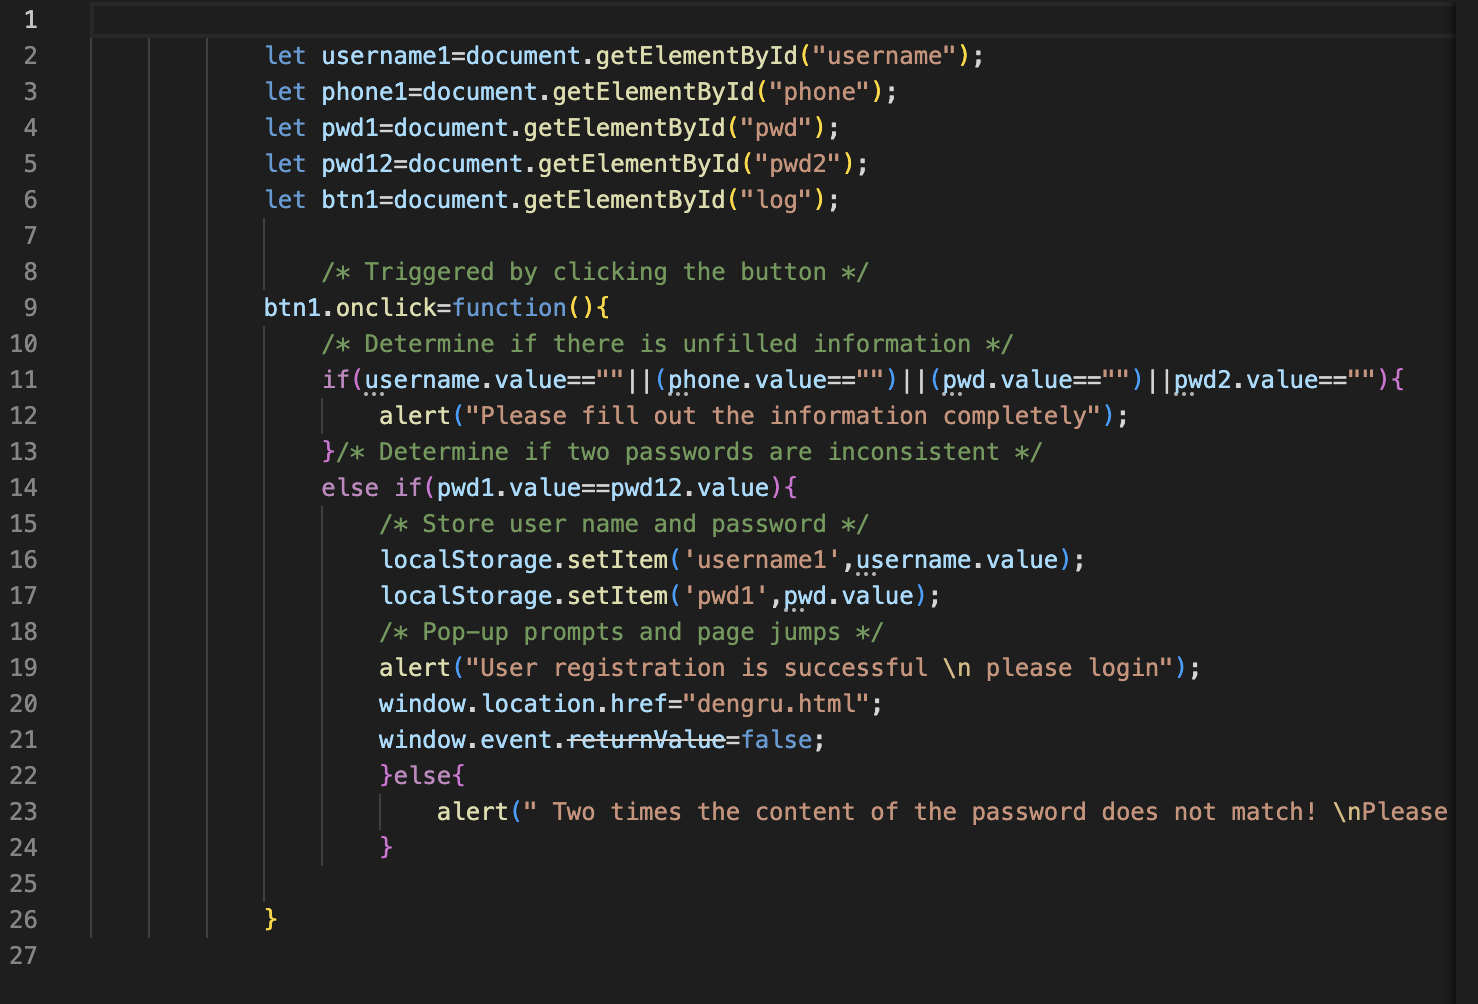 1
2 let username1=document.getElementById("username");
3 let phone1=document.getElementById("phone");
4 let pwd1=document.getElementById("pwd");
5 let pwd12=document.getElementById("pwd2");
6 let btn1=document.getElementById("log");
7
8 /* Triggered by clicking the button */
9 btn1.onclick=function(){
10 /* Determine if there is unfilled information */
11 if(username.value==""||(phone.value=="")||(pwd.value=="")||pwd2.value==""){
12 alert("Please fill out the information completely");
13 }/* Determine if two passwords are inconsistent */
14 else if(pwd1.value==pwd12.value){
15 /* Store user name and password */
16 localStorage.setItem('username1',username.value);
17 localStorage.setItem('pwd1',pwd.value);
18 /* Pop-up prompts and page jumps */
19 alert("User registration is successful \n please login");
20 window.location.href="dengru.html";
21 window.event.returnValue=false;
22 }else{
23 alert(" Two times the content of the password does not match! \nPlease
24 }
25
26 }
27